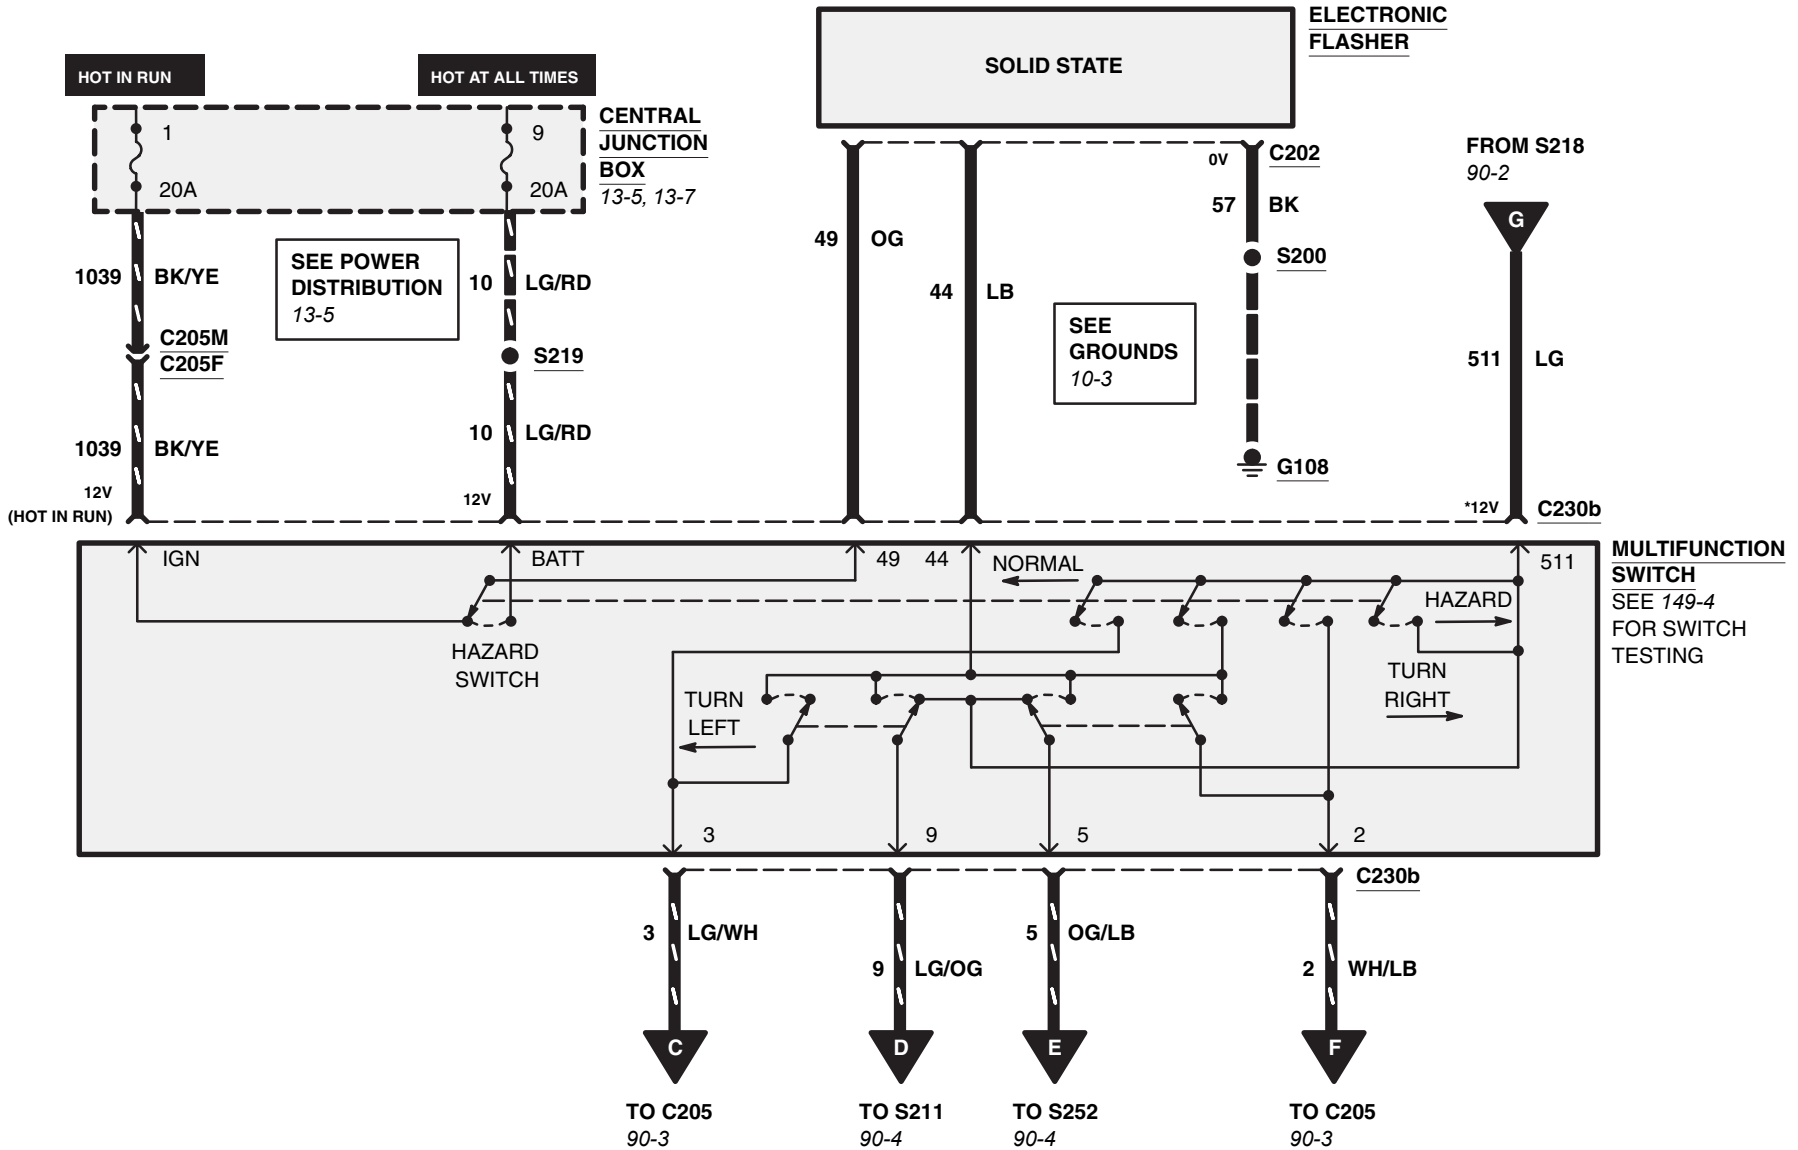 ELECTRONIC
FLASHER
SOLID STATE
HOT IN RUN
HOT AT ALL TIMES
1
20A
9
20A
CENTRAL
JUNCTION
BOX
13-5, 13-7
SEE POWER
DISTRIBUTION
13-5
1039 BK/YE
C205M
C205F
1039 BK/YE
12V
(HOT IN RUN)
10 LG/RD
S219
10 LG/RD
12V
49 OG
44 LB
0V
C202
57 BK
S200
SEE
GROUNDS
10-3
G108
FROM S218
90-2
G
511 LG
*12V
C230b
IGN
BATT
49
44
NORMAL
511
HAZARD
HAZARD
SWITCH
TURN
LEFT
TURN
RIGHT
MULTIFUNCTION
SWITCH
SEE 149-4
FOR SWITCH
TESTING
3
9
5
2
C230b
3 LG/WH
9 LG/OG
5 OG/LB
2 WH/LB
C
D
E
F
TO C205
90-3
TO S211
90-4
TO S252
90-4
TO C205
90-3